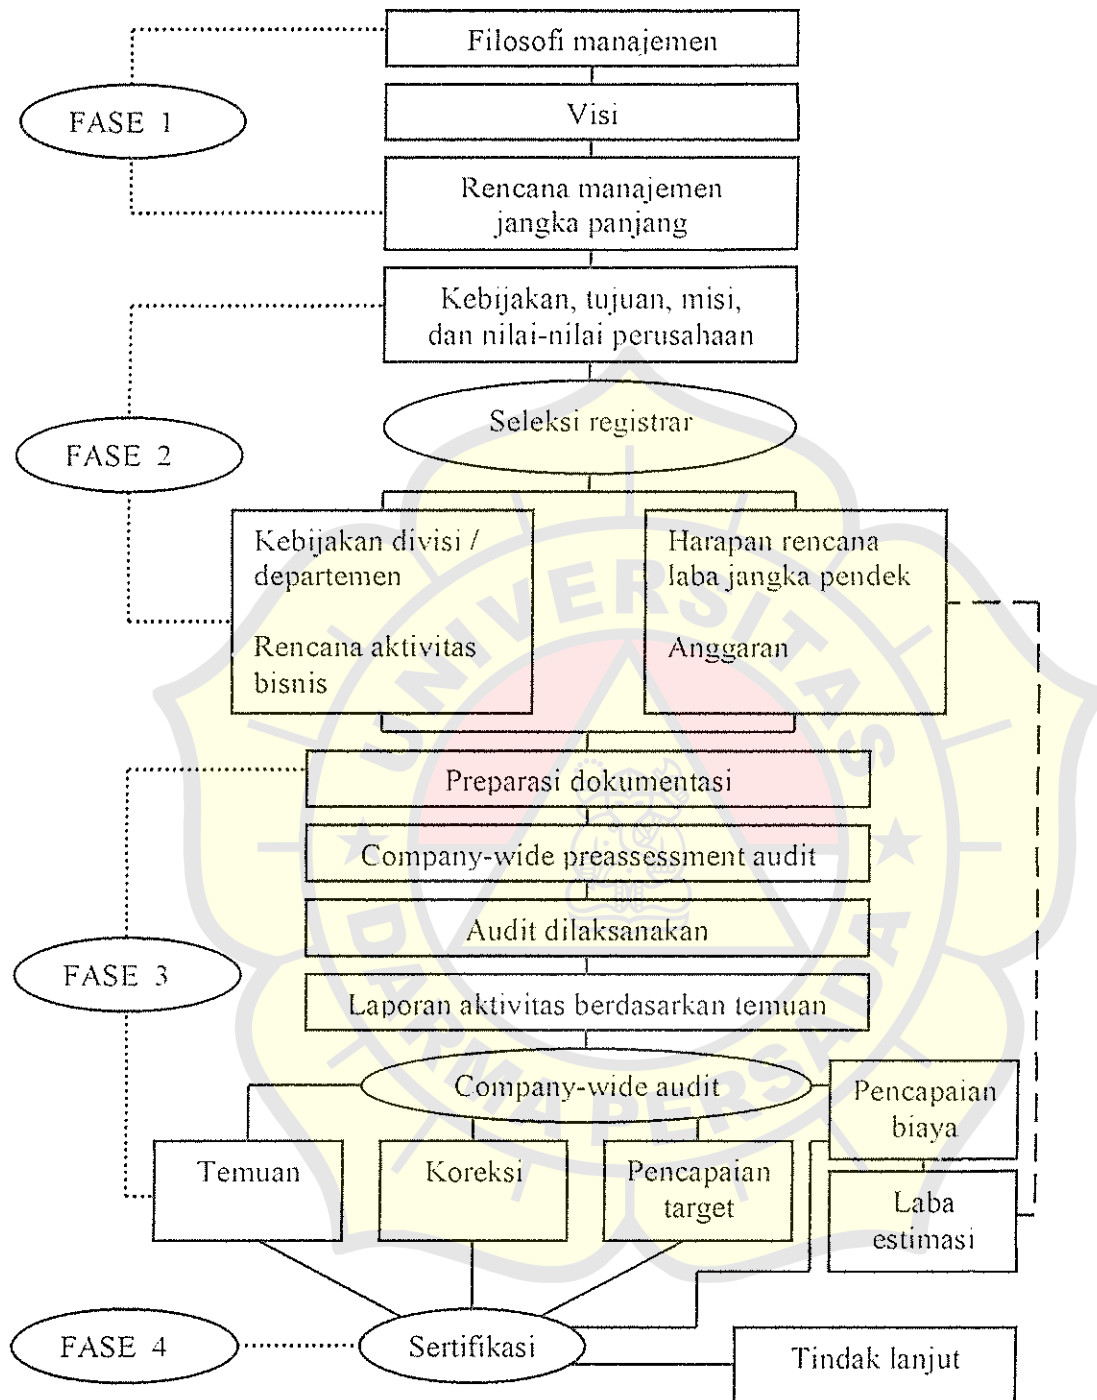 Filosofi manajemen
FASE 1
Visi
Rencana manajemen
jangka panjang
Kebijakan, tujuan, misi,
dan nilai-nilai perusahaan
Seleksi registrar
FASE 2
Kebijakan divisi /
departemen
Rencana aktivitas
bisnis
Harapan rencana
laba jangka pendek
Anggaran
Preparasi dokumentasi
Company-wide preassessment audit
Audit dilaksanakan
FASE 3
Laporan aktivitas berdasarkan temuan
Company-wide audit
Pencapaian
biaya
Temuan
Koreksi
Pencapaian
target
Laba
estimasi
FASE 4
Sertifikasi
Tindak lanjut
UNIVERSITAS
DARMA PERSADA